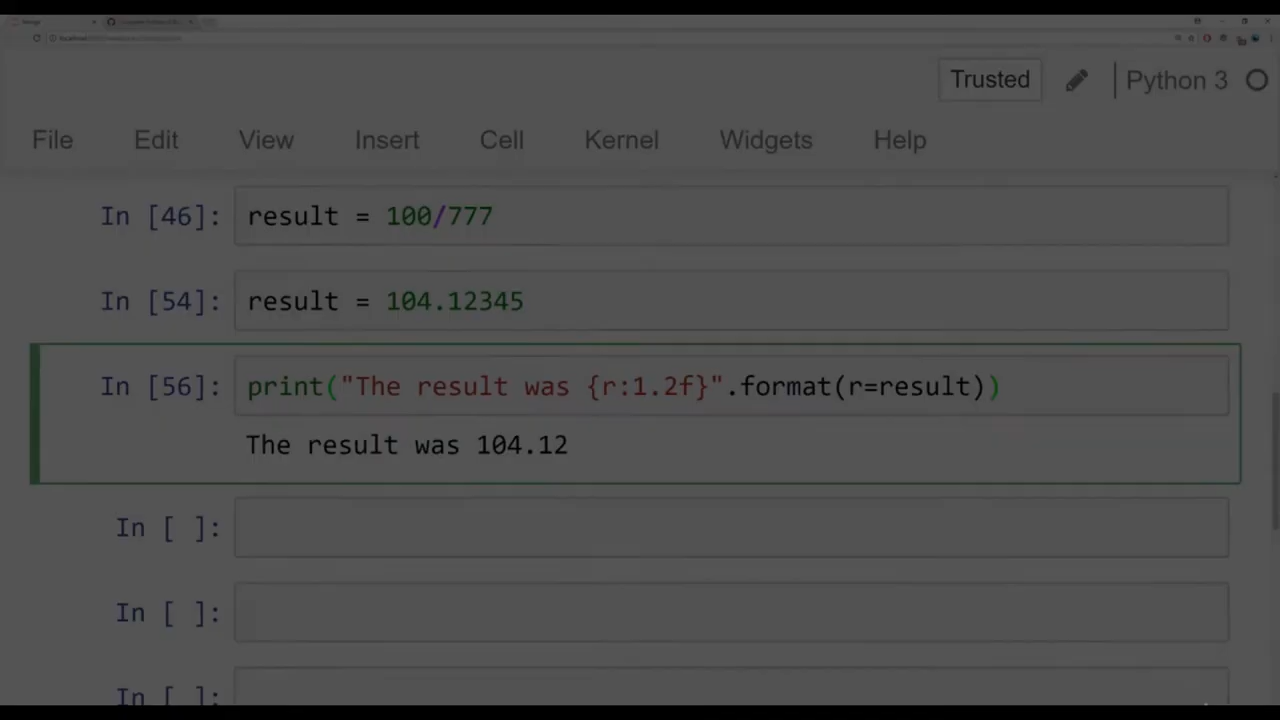 Trusted
Python 3
File Edit View Insert Cell Kernel Widgets Help
In [46]: result = 100/777
In [54]: result = 104.12345
In [56]: print("The result was {r:1.2f}".format(r=result))
The result was 104.12
In [ ]:
In [ ]:
In [ ]: